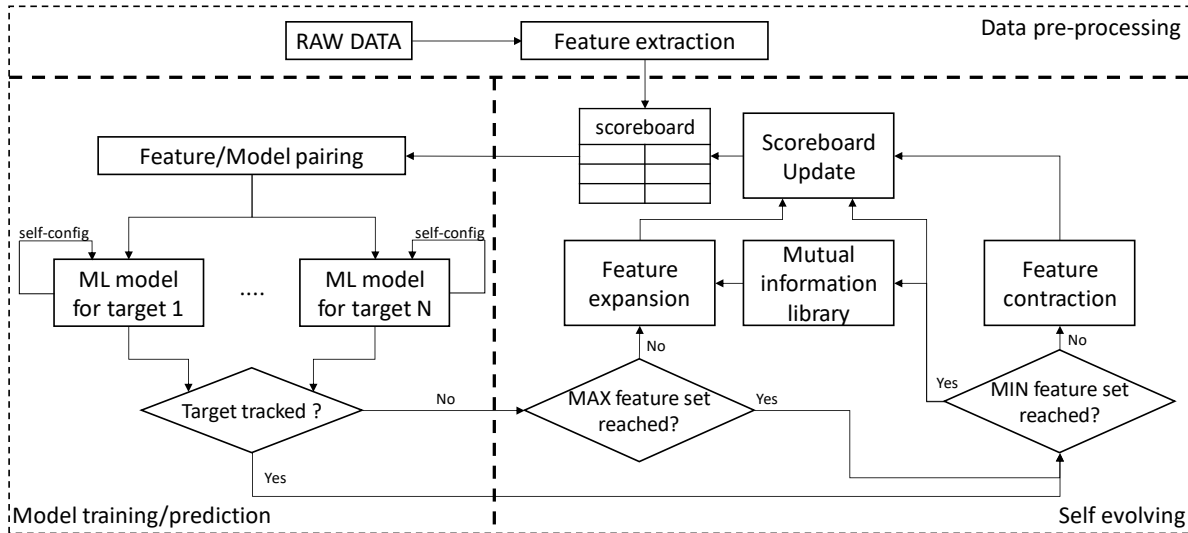 RAW DATA
Feature extraction
Data pre-processing
scoreboard
Scoreboard
Update
Feature/Model pairing
self-config
self-config
ML model
for target 1
....
ML model
for target N
Feature
expansion
Mutual
information
library
Feature
contraction
No
No
Target tracked ?
No
MAX feature set
reached?
Yes
Yes
MIN feature set
reached?
Yes
Model training/prediction
Self evolving